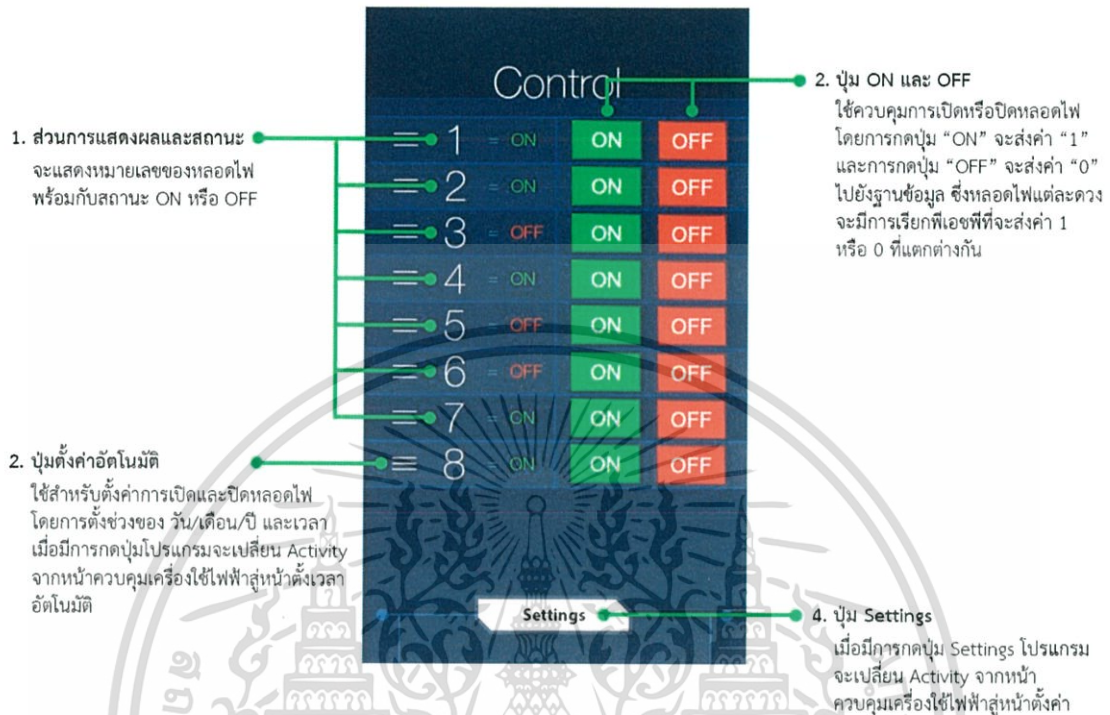 Control
1. ส่วนการแสดงผลและสถานะ
จะแสดงหมายเลขของหลอดไฟ
พร้อมกับสถานะ ON หรือ OFF
2. ปุ่มตั้งค่าอัตโนมัติ
ใช้สำหรับตั้งค่าการเปิดและปิดหลอดไฟ
โดยการตั้งช่วงของ วัน/เดือน/ปี และเวลา
เมื่อมีการกดปุ่มโปรแกรมจะเปลี่ยน Activity
จากหน้าควบคุมเครื่องใช้ไฟฟ้าสู่หน้าตั้งเวลา
อัตโนมัติ
1 = ON ON OFF
2 = ON ON OFF
3 = OFF ON OFF
4 = ON ON OFF
5 = OFF ON OFF
6 = OFF ON OFF
7 = ON ON OFF
8 = ON ON OFF
Settings
2. ปุ่ม ON และ OFF
ใช้ควบคุมการเปิดหรือปิดหลอดไฟ
โดยการกดปุ่ม "ON" จะส่งค่า "1"
และการกดปุ่ม "OFF" จะส่งค่า "0"
ไปยังฐานข้อมูล ซึ่งหลอดไฟแต่ละดวง
จะมีการเรียกพีเอชพีที่จะส่งค่า 1
หรือ 0 ที่แตกต่างกัน
4. ปุ่ม Settings
เมื่อมีการกดปุ่ม Settings โปรแกรม
จะเปลี่ยน Activity จากหน้า
ควบคุมเครื่องใช้ไฟฟ้าสู่หน้าตั้งค่า